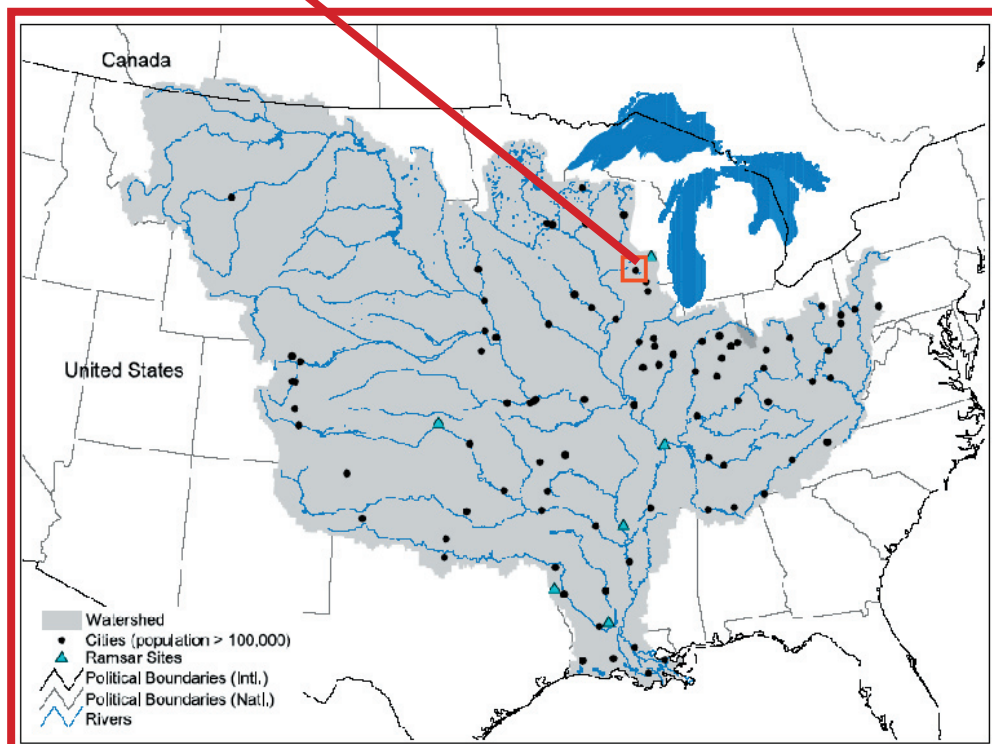 Canada
United States
Watershed
Cities (population > 100,000)
Ramsar Sites
Political Boundaries (Intl.)
Political Boundaries (Natl.)
Rivers